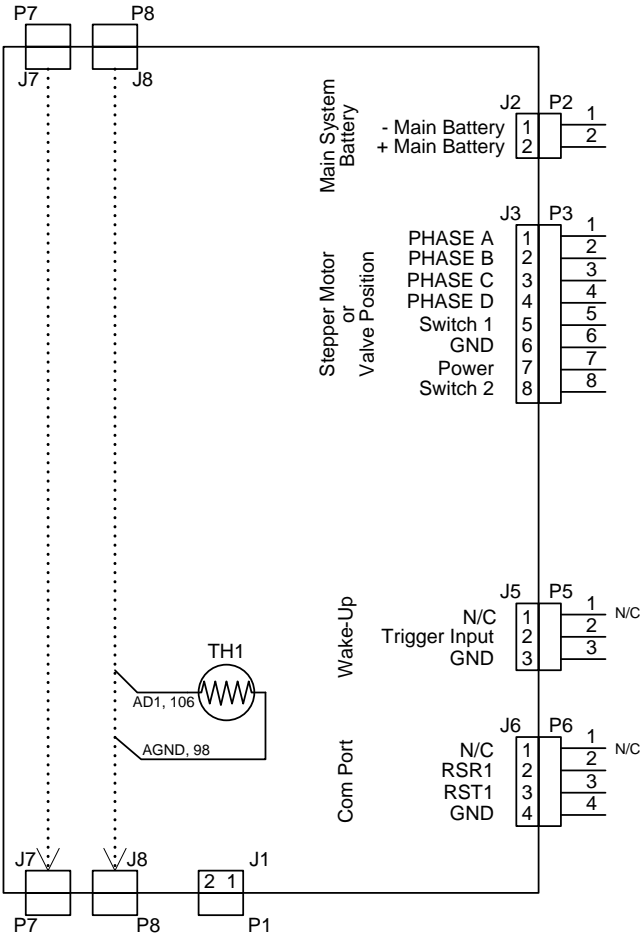 P7
P8
J7
J8
Main System
Battery
J2
P2
- Main Battery
1
1
+ Main Battery
2
2
Stepper Motor
or
Valve Position
J3
P3
PHASE A
1
1
PHASE B
2
2
PHASE C
3
3
PHASE D
4
4
Switch 1
5
5
GND
6
6
Power
7
7
Switch 2
8
8
Wake-Up
J5
P5
N/C
1
1
N/C
Trigger Input
2
2
GND
3
3
TH1
AD1, 106
AGND, 98
Com Port
J6
P6
N/C
1
1
N/C
RSR1
2
2
RST1
3
3
GND
4
4
J7
J8
J1
2 1
P7
P8
P1